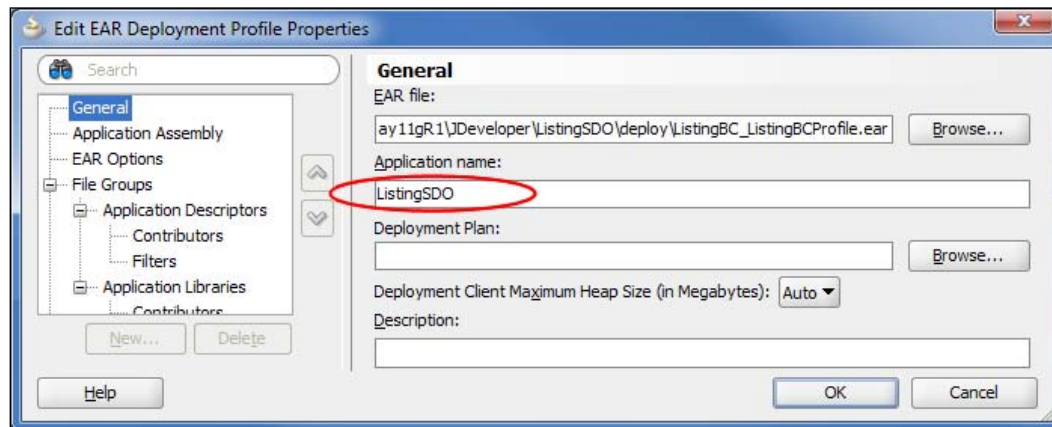 Edit EAR Deployment Profile Properties
Search
General
Application Assembly
EAR Options
File Groups
Application Descriptors
Contributors
Filters
Application Libraries
Contributors
New...
Delete
General
EAR file:
ay11gR1\JDeveloper\ListingSDO\deploy\ListingBC_ListingBCProfile.ear
Browse...
Application name:
ListingSDO
Deployment Plan:
Browse...
Deployment Client Maximum Heap Size (in Megabytes): Auto
Description:
Help
OK
Cancel